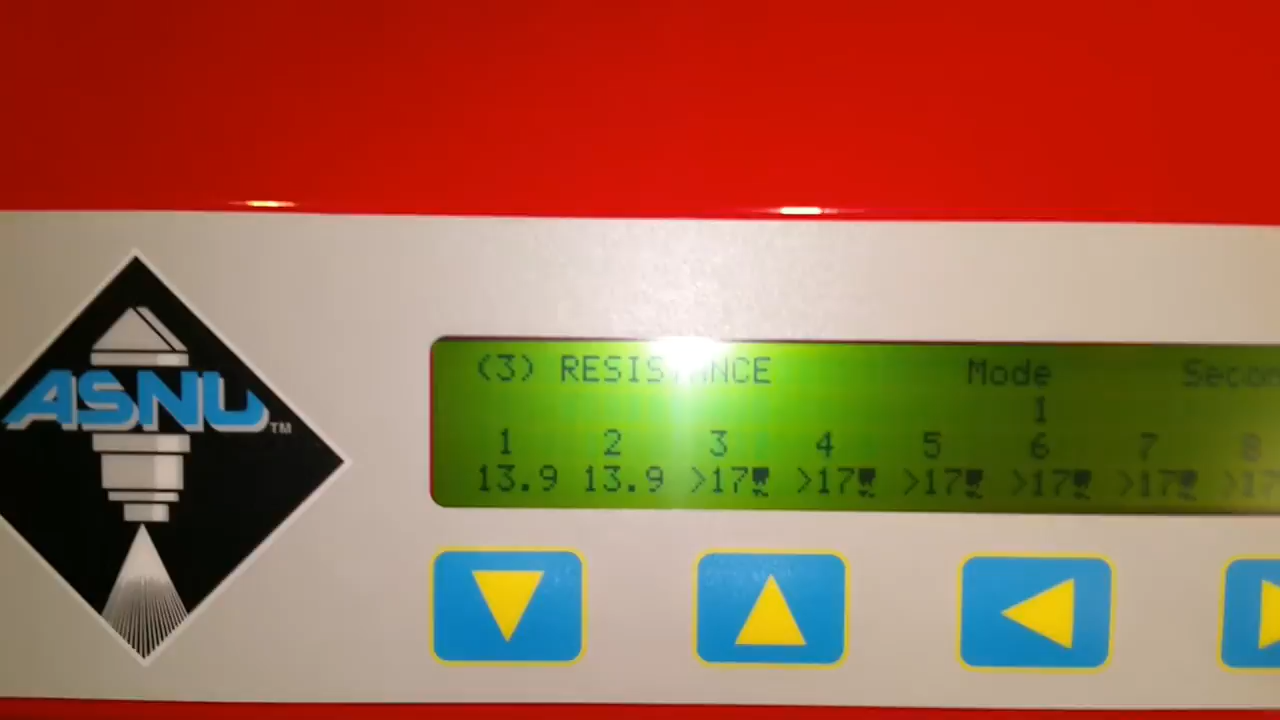 ASNU™
(3) RESISTANCE Mode Secon
1
1 2 3 4 5 6 7 8
13.9 13.9 >17 >17 >17 >17 >17 >17